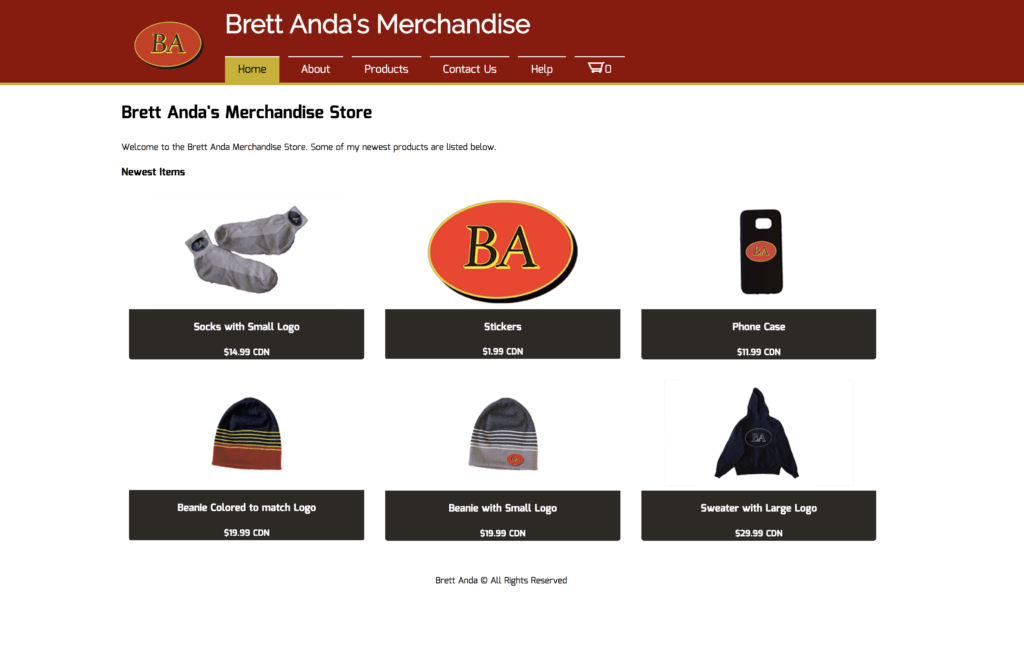 BA
Brett Anda's Merchandise
Home About Products Contact Us Help 0
Brett Anda's Merchandise Store
Welcome to the Brett Anda Merchandise Store. Some of my newest products are listed below.
Newest Items
BA
BA
Socks with Small Logo
$14.99 CDN
Stickers
$1.99 CDN
Phone Case
$11.99 CDN
BA
Beanie Colored to match Logo
$19.99 CDN
Beanie with Small Logo
$19.99 CDN
Sweater with Large Logo
$29.99 CDN
Brett Anda © All Rights Reserved